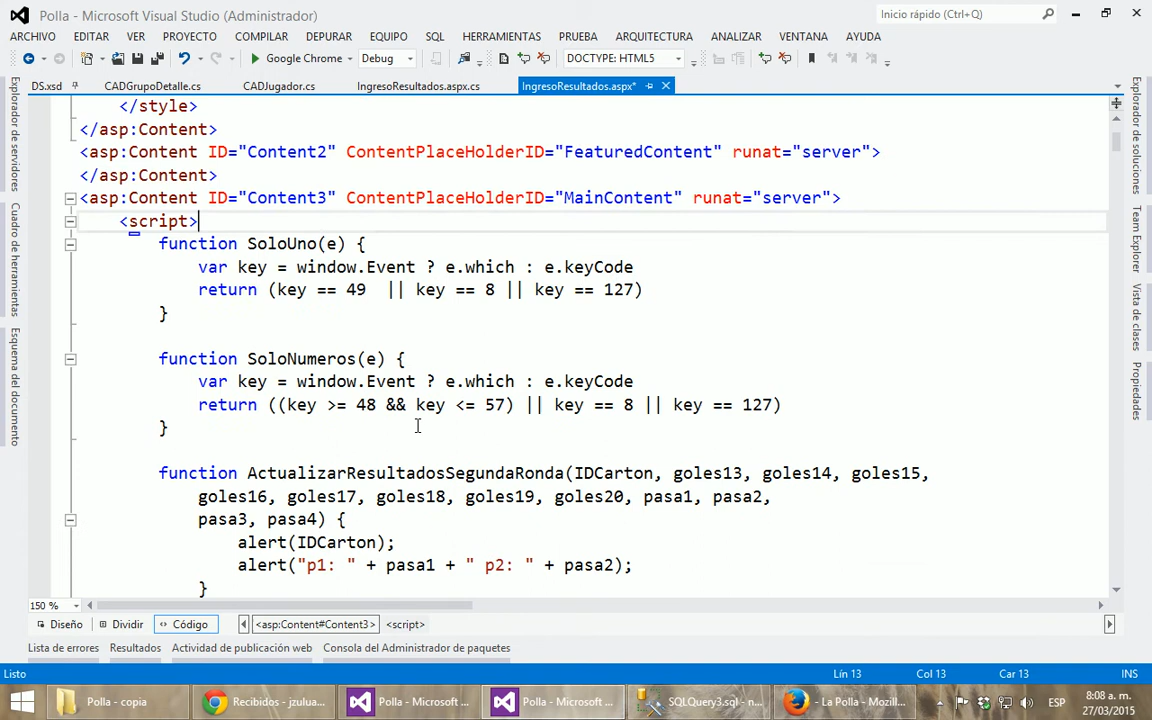 Polla - Microsoft Visual Studio (Administrador)
Inicio rápido (Ctrl+Q)
ARCHIVO EDITAR VER PROYECTO COMPILAR DEPURAR EQUIPO SQL HERRAMIENTAS PRUEBA ARQUITECTURA ANALIZAR VENTANA AYUDA
Google Chrome Debug DOCTYPE: HTML5
DS.xsd CADGrupoDetalle.cs CADJugador.cs IngresoResultados.aspx.cs IngresoResultados.aspx*
Explorador de servidores
Cuadro de herramientas
Esquema del documento
</style>
</asp:Content>
<asp:Content ID="Content2" ContentPlaceHolderID="FeaturedContent" runat="server">
</asp:Content>
<asp:Content ID="Content3" ContentPlaceHolderID="MainContent" runat="server">
<script>
function SoloUno(e) {
var key = window.Event ? e.which : e.keyCode
return (key == 49  || key == 8 || key == 127)
}
function SoloNumeros(e) {
var key = window.Event ? e.which : e.keyCode
return ((key >= 48 && key <= 57) || key == 8 || key == 127)
}
function ActualizarResultadosSegundaRonda(IDCarton, goles13, goles14, goles15,
goles16, goles17, goles18, goles19, goles20, pasa1, pasa2,
pasa3, pasa4) {
alert(IDCarton);
alert("p1: " + pasa1 + " p2: " + pasa2);
}
Explorador de soluciones
Team Explorer
Vista de clases
Propiedades
150 %
Diseño Dividir Código <asp:Content#Content3> <script>
Lista de errores Resultados Actividad de publicación web Consola del Administrador de paquetes
Listo Lín 13 Col 13 Car 13 INS
Polla - copia Recibidos - jzulua... Polla - Microsoft ... Polla - Microsoft ... SQLQuery3.sql - n... - La Polla - Mozill... ESP
8:08 a. m.
27/03/2015